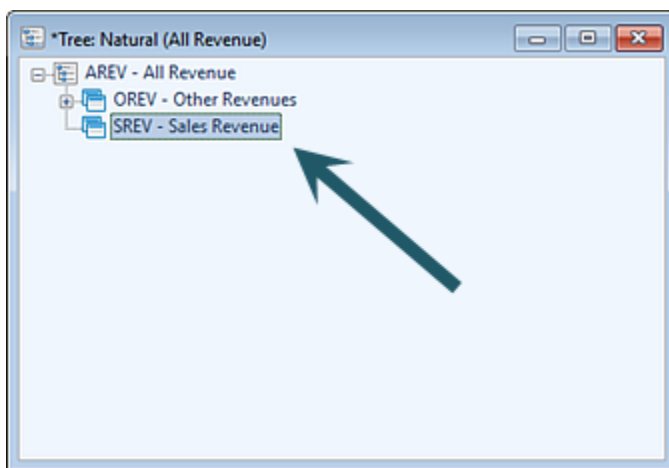 *Tree: Natural (All Revenue)
AREV - All Revenue
OREV - Other Revenues
SREV - Sales Revenue